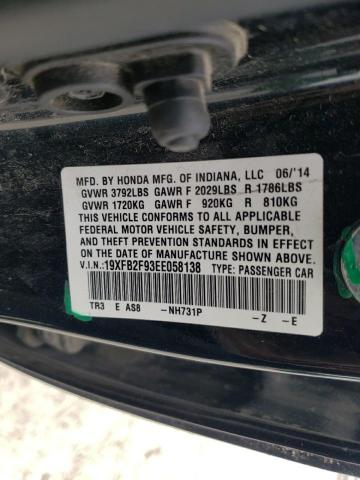 MFD. BY HONDA MFG. OF INDIANA, LLC 06/'14
GVWR 3792LBS GAWR F 2029LBS R 1786LBS
GVWR 1720KG GAWR F 920KG R 810KG
THIS VEHICLE CONFORMS TO ALL APPLICABLE
FEDERAL MOTOR VEHICLE SAFETY, BUMPER,
AND THEFT PREVENTION STANDARDS IN EFFECT
ON THE DATE OF MANUFACTURE SHOWN ABOVE.
V.I.N.:19XFB2F93EE058138 TYPE: PASSENGER CAR
TR3 E AS8 -NH731P -Z -E